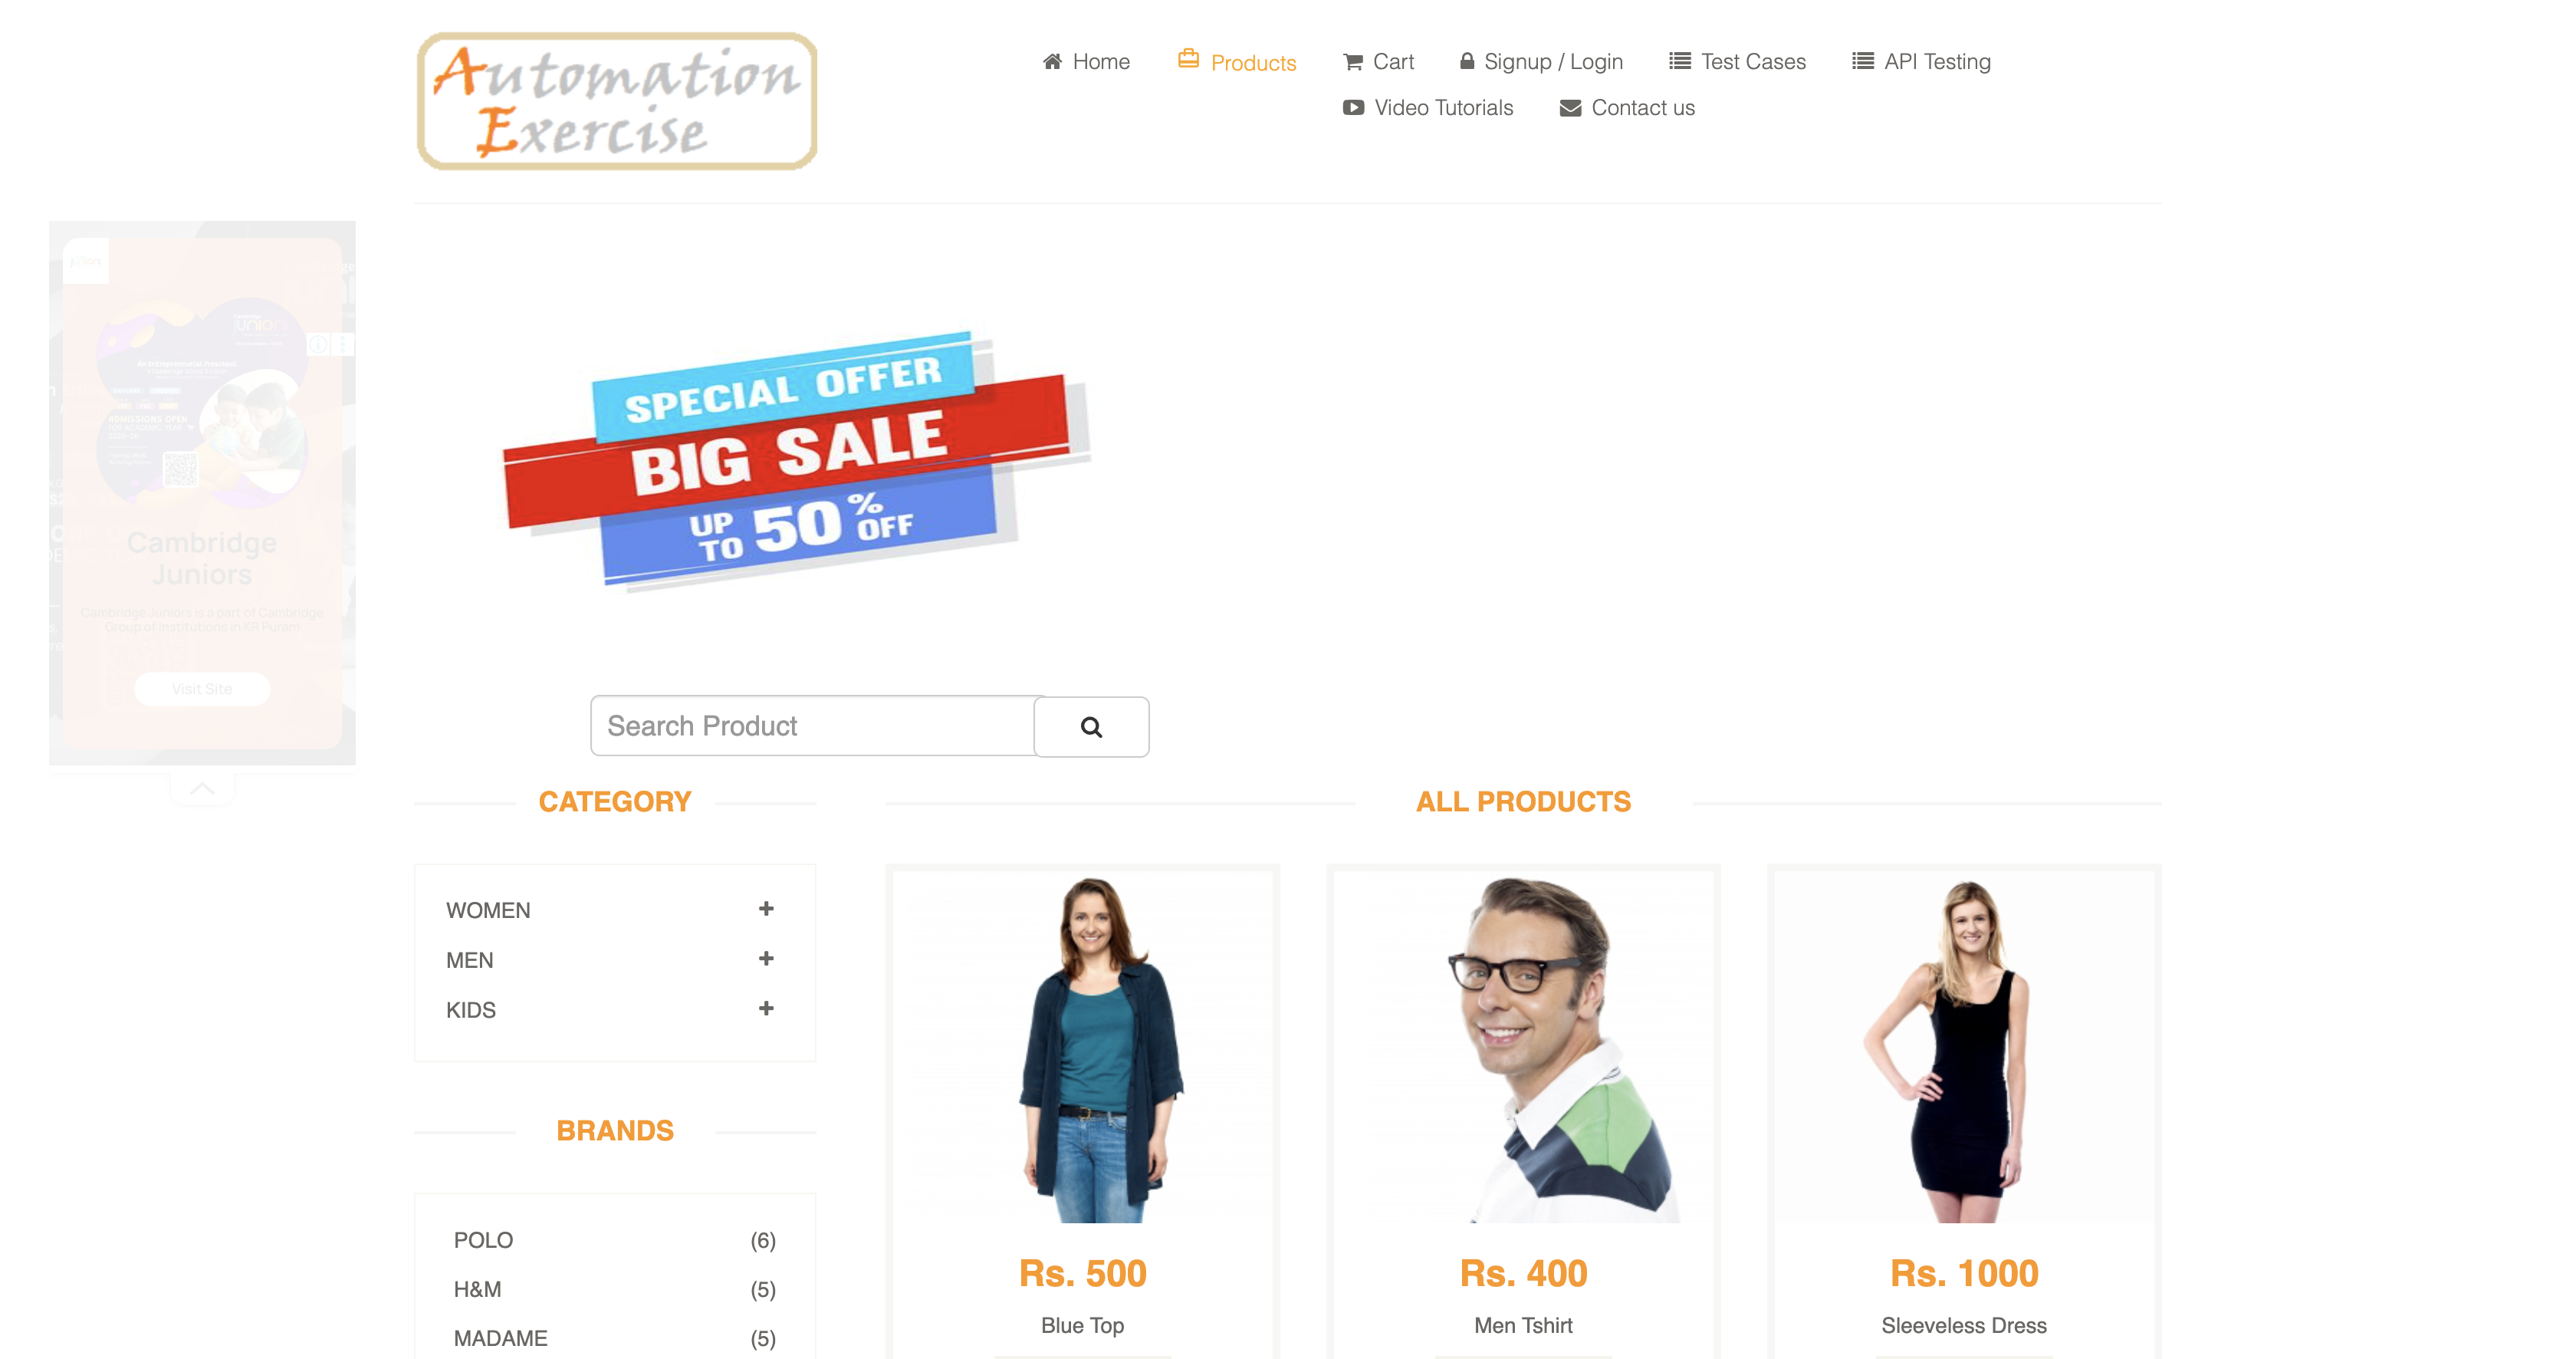 Automation
Exercise
Home
Products
Cart
Signup / Login
Test Cases
API Testing
Video Tutorials
Contact us
ADMISSIONS OPEN
Cambridge
Juniors
Cambridge Juniors is a part of Cambridge
Group of Institutions in KR Puram
Visit Site
SPECIAL OFFER
BIG SALE
UP TO 50% OFF
Search Product
CATEGORY
WOMEN
MEN
KIDS
BRANDS
POLO (6)
H&M (5)
MADAME (5)
ALL PRODUCTS
Rs. 500
Blue Top
Rs. 400
Men Tshirt
Rs. 1000
Sleeveless Dress